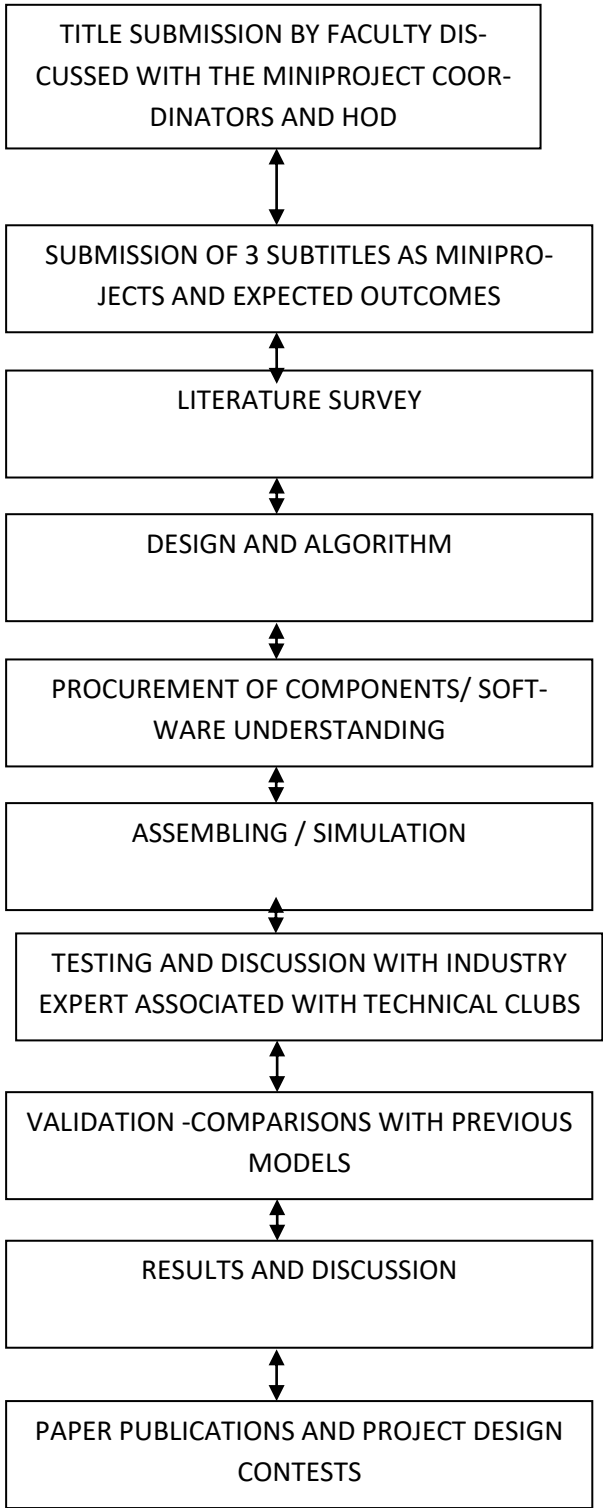 TITLE SUBMISSION BY FACULTY DIS-
CUSSED WITH THE MINIPROJECT COOR-
DINATORS AND HOD
SUBMISSION OF 3 SUBTITLES AS MINIPRO-
JECTS AND EXPECTED OUTCOMES
LITERATURE SURVEY
DESIGN AND ALGORITHM
PROCUREMENT OF COMPONENTS/ SOFT-
WARE UNDERSTANDING
ASSEMBLING / SIMULATION
TESTING AND DISCUSSION WITH INDUSTRY
EXPERT ASSOCIATED WITH TECHNICAL CLUBS
VALIDATION -COMPARISONS WITH PREVIOUS
MODELS
RESULTS AND DISCUSSION
PAPER PUBLICATIONS AND PROJECT DESIGN
CONTESTS